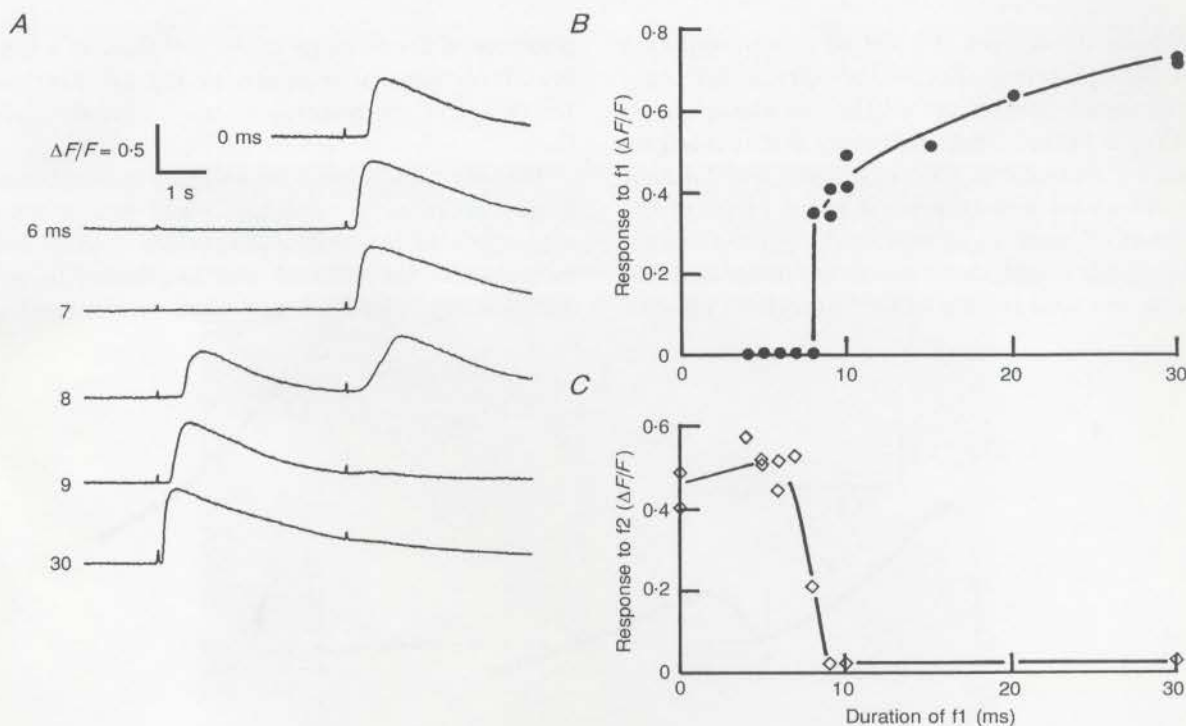 A
0 ms
ΔF/F = 0·5
1 s
6 ms
7
8
9
30
B
Response to f1 (ΔF/F)
0·8
0·6
0·4
0·2
0
0
10
20
30
C
Response to f2 (ΔF/F)
0·6
0·4
0·2
0
0
10
20
30
Duration of f1 (ms)